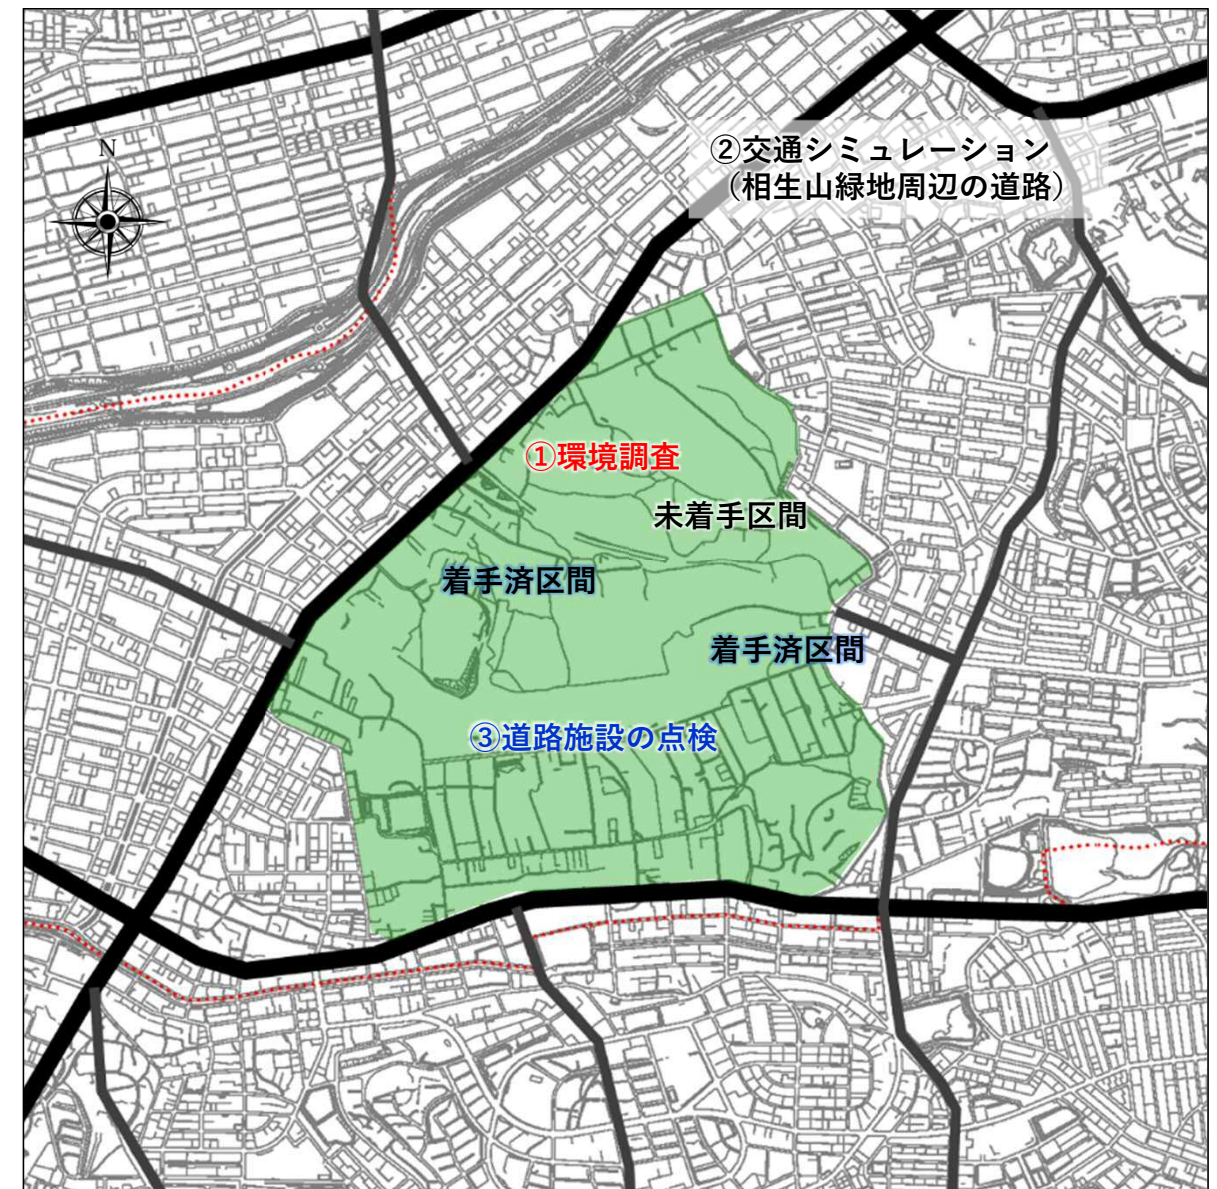 N
②交通シミュレーション
（相生山緑地周辺の道路）
①環境調査
未着手区間
着手済区間
着手済区間
③道路施設の点検